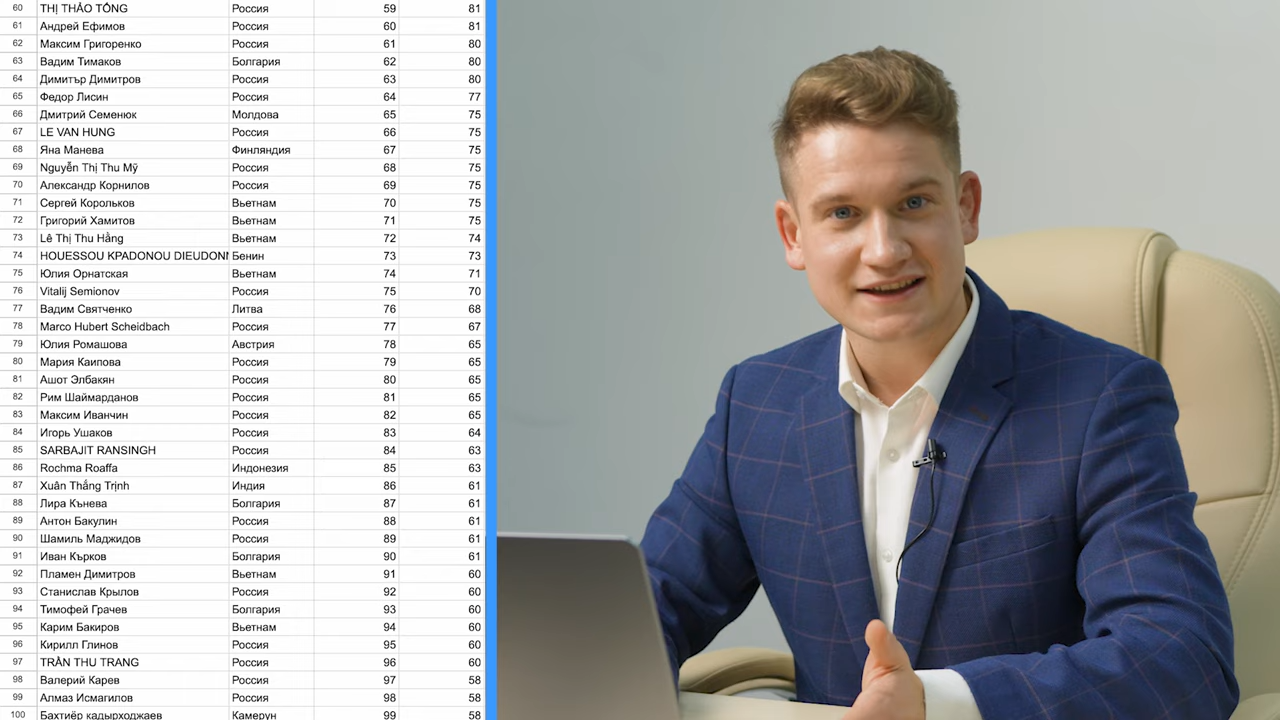 60 THỊ THẢO TỐNG Россия 59 81
61 Андрей Ефимов Россия 60 81
62 Максим Григоренко Россия 61 80
63 Вадим Тимаков Болгария 62 80
64 Димитър Димитров Россия 63 80
65 Федор Лисин Россия 64 77
66 Дмитрий Семенюк Молдова 65 75
67 LE VAN HUNG Россия 66 75
68 Яна Манева Финляндия 67 75
69 Nguyễn Thị Thu Mỹ Россия 68 75
70 Александр Корнилов Россия 69 75
71 Сергей Корольков Вьетнам 70 75
72 Григорий Хамитов Вьетнам 71 75
73 Lê Thị Thu Hằng Вьетнам 72 74
74 HOUESSOU KPADONOU DIEUDONN Бенин 73 73
75 Юлия Орнатская Вьетнам 74 71
76 Vitalij Semionov Россия 75 70
77 Вадим Святченко Литва 76 68
78 Marco Hubert Scheidbach Россия 77 67
79 Юлия Ромашова Австрия 78 65
80 Мария Каипова Россия 79 65
81 Ашот Элбакян Россия 80 65
82 Рим Шаймарданов Россия 81 65
83 Максим Иванчин Россия 82 65
84 Игорь Ушаков Россия 83 64
85 SARBAJIT RANSINGH Россия 84 63
86 Rochma Roaffa Индонезия 85 63
87 Xuân Thắng Trịnh Индия 86 61
88 Лира Кънева Болгария 87 61
89 Антон Бакулин Россия 88 61
90 Шамиль Маджидов Россия 89 61
91 Иван Кърков Болгария 90 61
92 Пламен Димитров Вьетнам 91 60
93 Станислав Крылов Россия 92 60
94 Тимофей Грачев Болгария 93 60
95 Карим Бакиров Вьетнам 94 60
96 Кирилл Глинов Россия 95 60
97 TRẦN THU TRANG Россия 96 60
98 Валерий Карев Россия 97 58
99 Алмаз Исмагилов Россия 98 58
100 Бахтиёр кадырходжаев Камерун 99 58